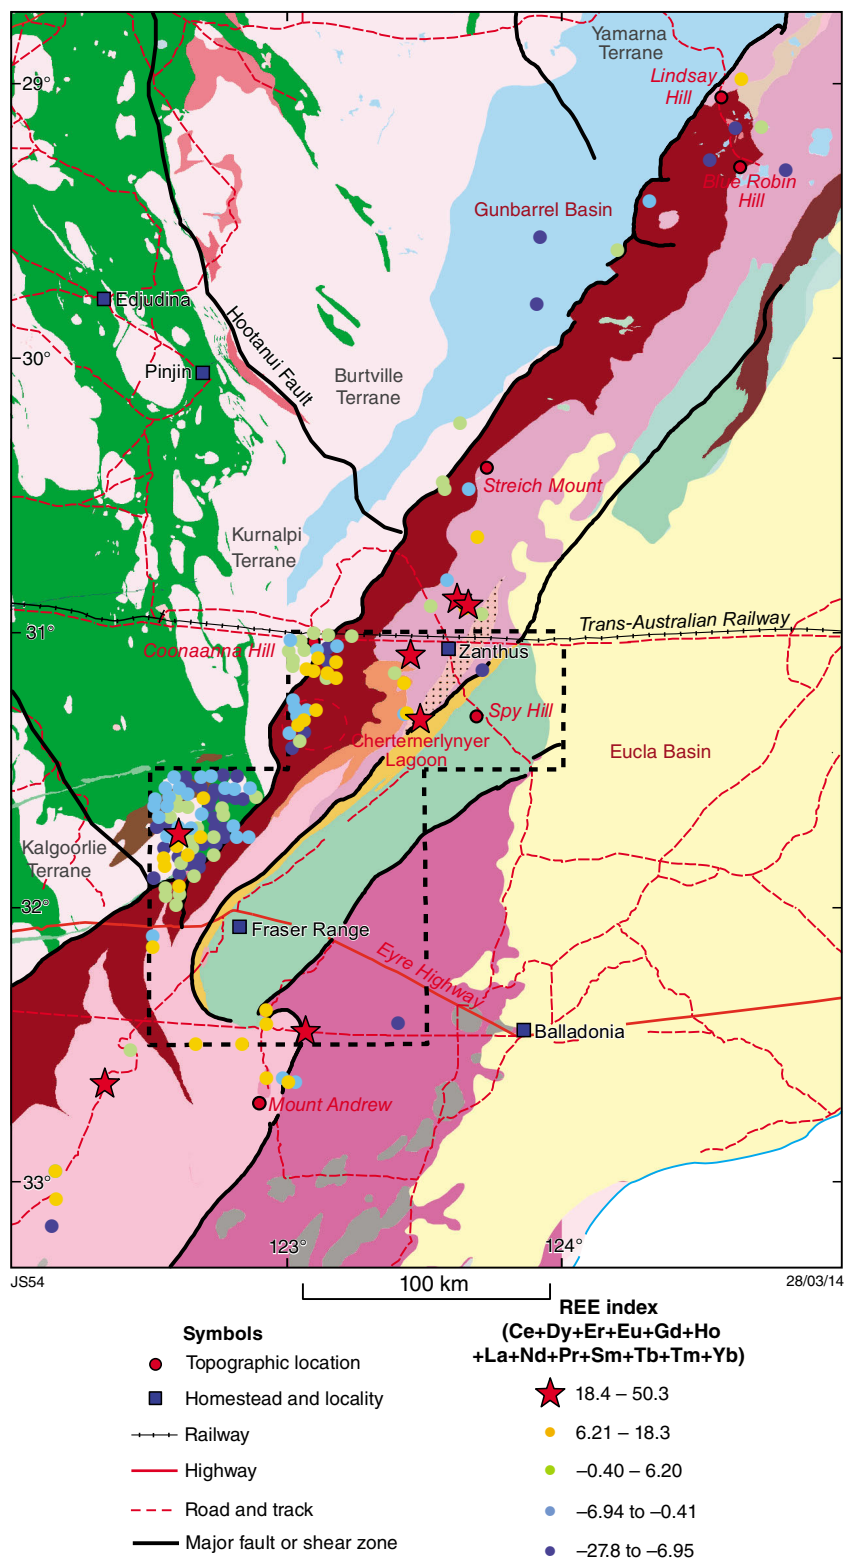 Yamarna
Terrane
Lindsay
Hill
29°
Blue Robin
Hill
Gunbarrel Basin
Edjudina
Hootanui Fault
30°
Pinjin
Burtville
Terrane
Streich Mount
Kurnalpi
Terrane
Trans-Australian Railway
31°
Coonaanna Hill
Zanthus
Spy Hill
Cherternerlynyer
Lagoon
Eucla Basin
Kalgoorlie
Terrane
32°
Fraser Range
Eyre Highway
Balladonia
Mount Andrew
33°
123°
124°
JS54
100 km
28/03/14
REE index
(Ce+Dy+Er+Eu+Gd+Ho
+La+Nd+Pr+Sm+Tb+Tm+Yb)
Symbols
Topographic location
18.4 – 50.3
Homestead and locality
6.21 – 18.3
Railway
–0.40 – 6.20
Highway
–6.94 to –0.41
Road and track
–27.8 to –6.95
Major fault or shear zone